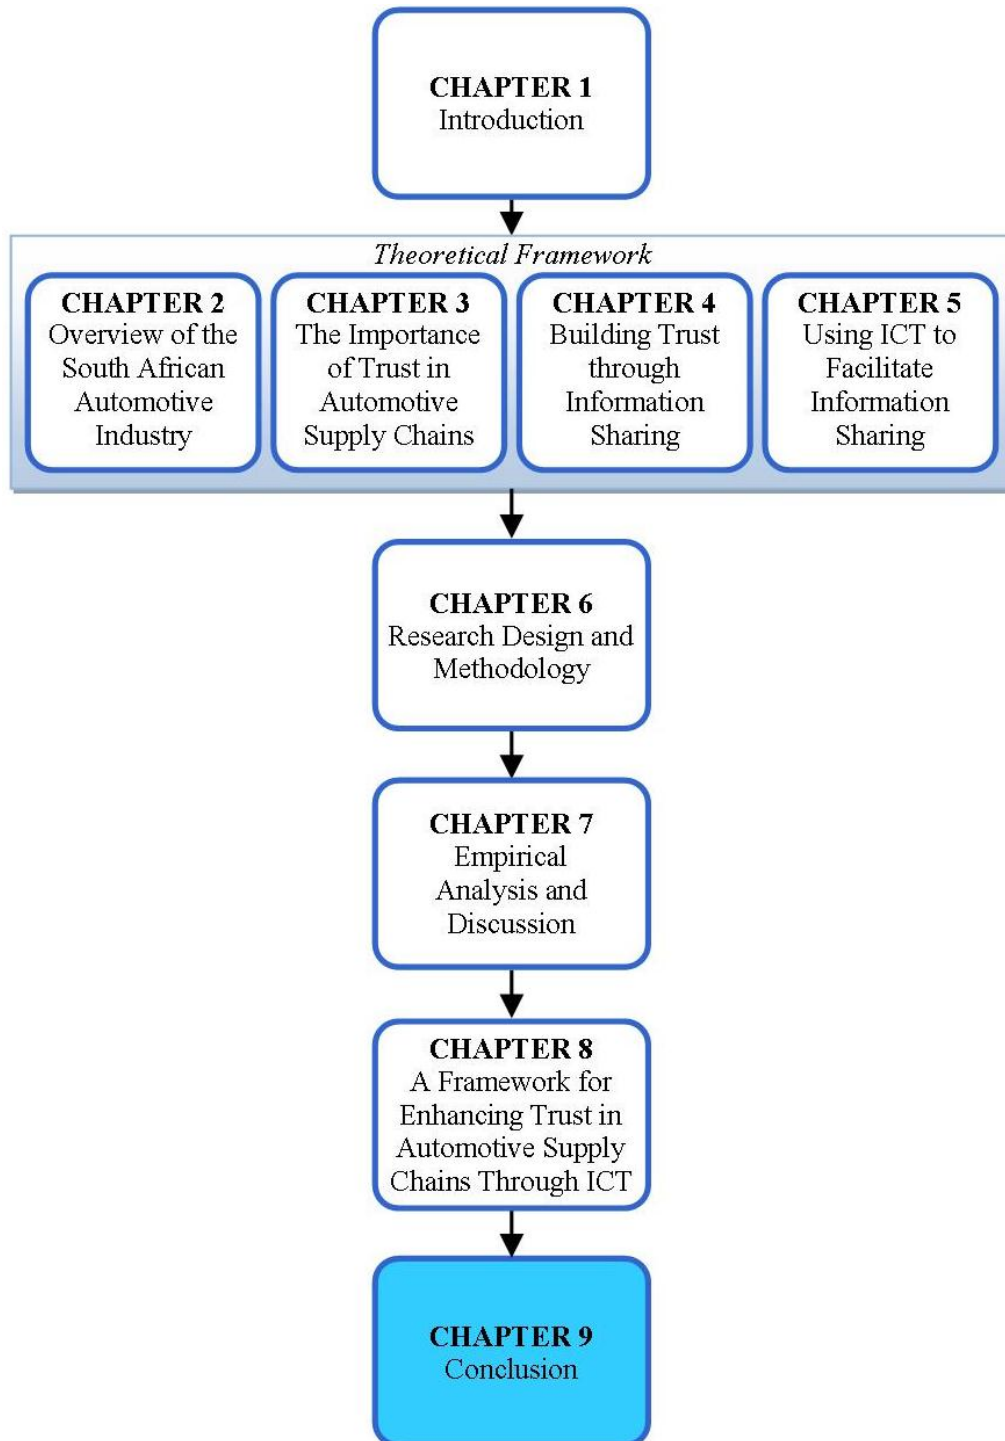 CHAPTER 1
Introduction
Theoretical Framework
CHAPTER 2
Overview of the
South African
Automotive
Industry
CHAPTER 3
The Importance
of Trust in
Automotive
Supply Chains
CHAPTER 4
Building Trust
through
Information
Sharing
CHAPTER 5
Using ICT to
Facilitate
Information
Sharing
CHAPTER 6
Research Design and
Methodology
CHAPTER 7
Empirical
Analysis and
Discussion
CHAPTER 8
A Framework for
Enhancing Trust in
Automotive Supply
Chains Through ICT
CHAPTER 9
Conclusion